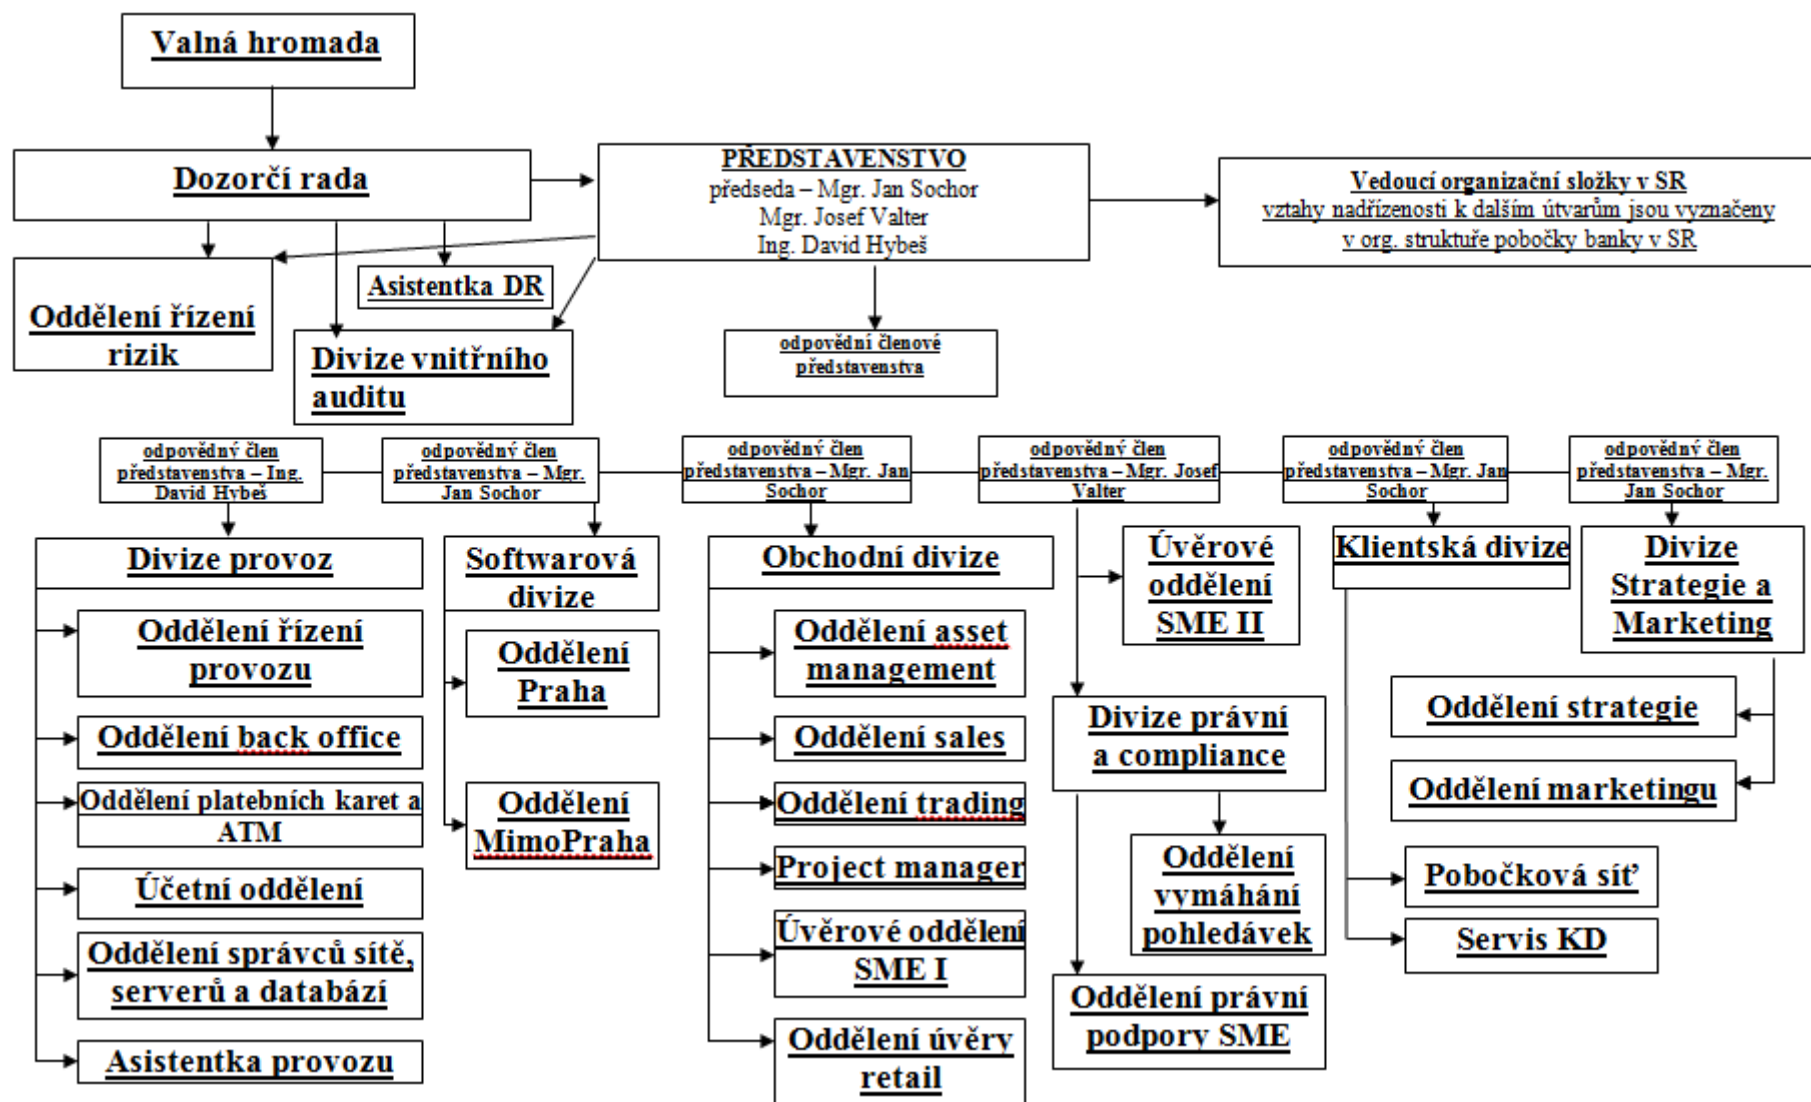 Valná hromada
Dozorčí rada
PŘEDSTAVENSTVO
předseda – Mgr. Jan Sochor
Mgr. Josef Valter
Ing. David Hybeš
Vedoucí organizační složky v SR
vztahy nadřízenosti k dalším útvarům jsou vyznačeny
v org. struktuře pobočky banky v SR
Oddělení řízení
rizik
Asistentka DR
Divize vnitřního
auditu
odpovědní členové
představenstva
odpovědný člen
představenstva – Ing.
David Hybeš
odpovědný člen
představenstva – Mgr.
Jan Sochor
odpovědný člen
představenstva – Mgr. Jan
Sochor
odpovědný člen
představenstva – Mgr. Josef
Valter
odpovědný člen
představenstva – Mgr. Jan
Sochor
odpovědný člen
představenstva – Mgr.
Jan Sochor
Divize provoz
Oddělení řízení
provozu
Oddělení back office
Oddělení platebních karet a
ATM
Účetní oddělení
Oddělení správců sítě,
serverů a databází
Asistentka provozu
Softwarová
divize
Oddělení
Praha
Oddělení
MimoPraha
Obchodní divize
Oddělení asset
management
Oddělení sales
Oddělení trading
Project manager
Úvěrové oddělení
SME I
Oddělení úvěry
retail
Úvěrové
oddělení
SME II
Divize právní
a compliance
Oddělení
vymáhání
pohledávek
Oddělení právní
podpory SME
Klientská divize
Pobočková síť
Servis KD
Divize
Strategie a
Marketing
Oddělení strategie
Oddělení marketingu